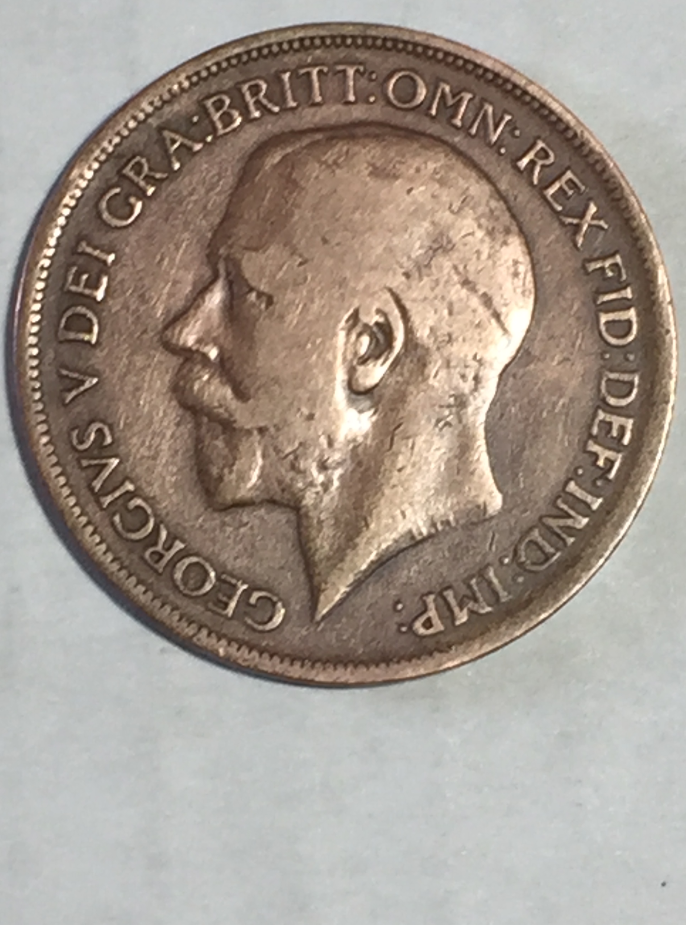 GEORGIVS V DEI GRA:BRITT:OMN:REX FID:DEF:IND:IMP: